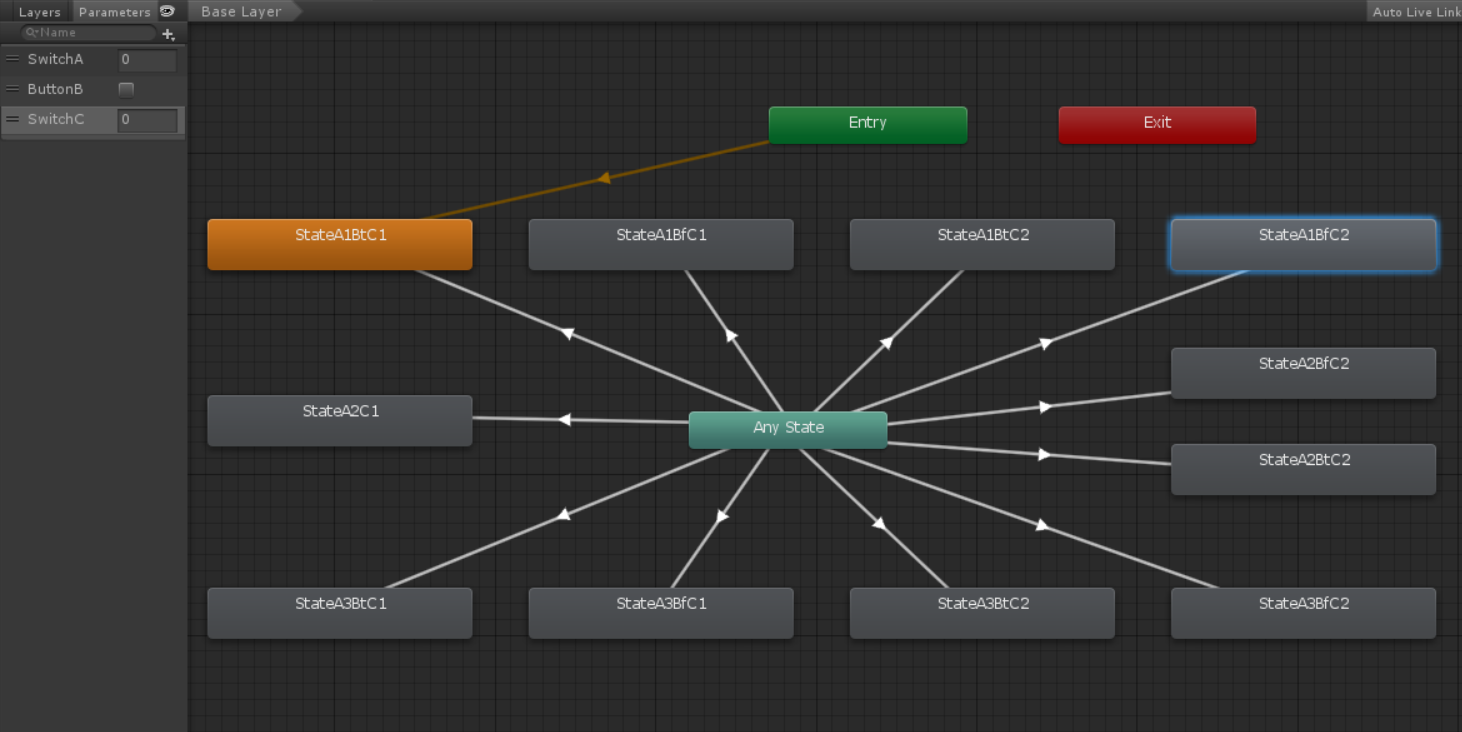 Layers Parameters Base Layer Auto Live Link
Name
SwitchA 0
ButtonB
SwitchC 0
Entry Exit
StateA1BtC1 StateA1BfC1 StateA1BtC2 StateA1BfC2
StateA2BfC2
StateA2C1
Any State
StateA2BtC2
StateA3BtC1 StateA3BfC1 StateA3BtC2 StateA3BfC2